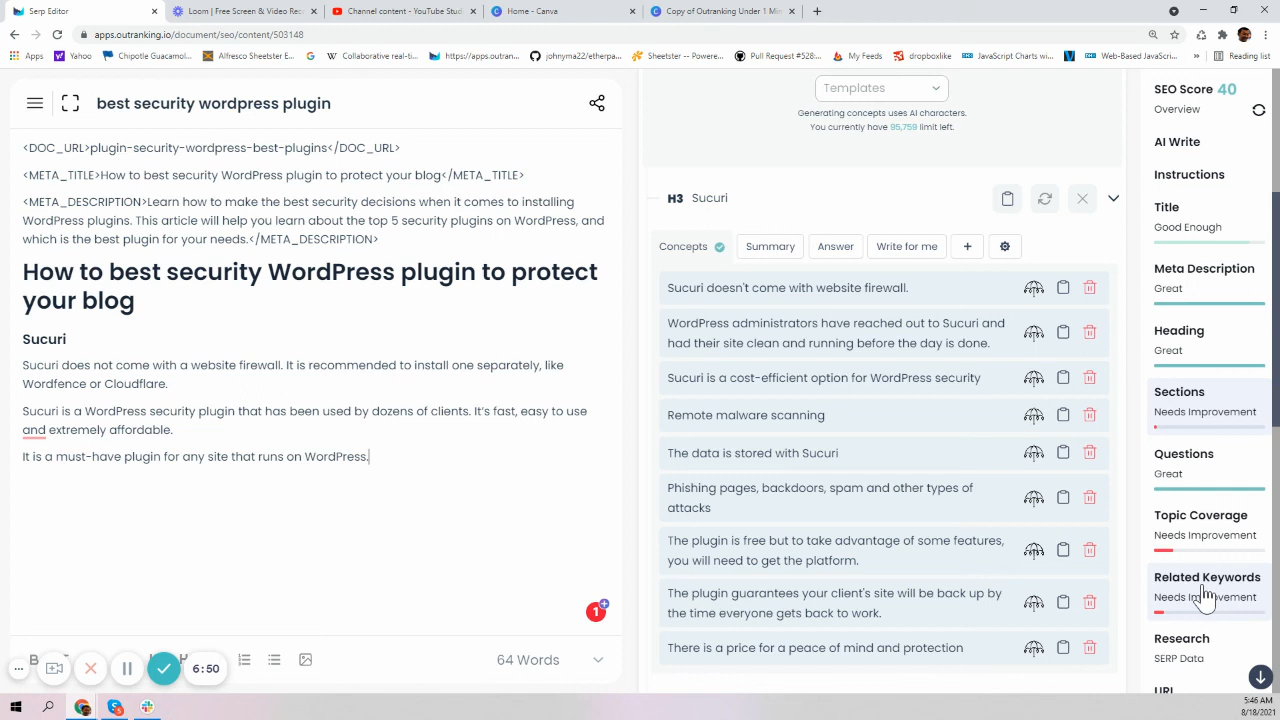 Serp Editor
Loom | Free Screen & Video Rec
Channel content - YouTube Stud
Home - Canva
Copy of Outranking Under 1 Min
apps.outranking.io/document/seo/content/503148
Apps
Yahoo
Chipotle Guacamol...
Alfresco Sheetster E...
Collaborative real-ti...
https://apps.outran...
johnyma22/etherpa...
Sheetster -- Paragon...
Pull Request #528:...
My Feeds
dropboxlike
JavaScript Charts - i...
Web-Based JavaScri...
Reading list
best security wordpress plugin
<DOC_URL>plugin-security-wordpress-best-plugins</DOC_URL>
<META_TITLE>How to best security WordPress plugin to protect your blog</META_TITLE>
<META_DESCRIPTION>Learn how to make the best security decisions when it comes to installing
WordPress plugins. This article will help you learn about the top 5 security plugins on WordPress, and
which is the best plugin for your needs.</META_DESCRIPTION>
How to best security WordPress plugin to protect
your blog
Sucuri
Sucuri does not come with a website firewall. It is recommended to install one separately, like
Wordfence or Cloudflare.
Sucuri is a WordPress security plugin that has been used by dozens of clients. It's fast, easy to use
and extremely affordable.
It is a must-have plugin for any site that runs on WordPress.
1
6:50
64 Words
Templates
Generating concepts uses AI characters.
You currently have 95,759 limit left.
H3 Sucuri
Concepts
Summary
Answer
Write for me
+
Sucuri doesn't come with website firewall.
WordPress administrators have reached out to Sucuri and
had their site clean and running before the day is done.
Sucuri is a cost-efficient option for WordPress security
Remote malware scanning
The data is stored with Sucuri
Phishing pages, backdoors, spam and other types of
attacks
The plugin is free but to take advantage of some features,
you will need to get the platform.
The plugin guarantees your client's site will be back up by
the time everyone gets back to work.
There is a price for a peace of mind and protection
SEO Score 40
Overview
AI Write
Instructions
Title
Good Enough
Meta Description
Great
Heading
Great
Sections
Needs Improvement
Questions
Great
Topic Coverage
Needs Improvement
Related Keywords
Needs Improvement
Research
SERP Data
URL
5:46 AM
8/18/2021